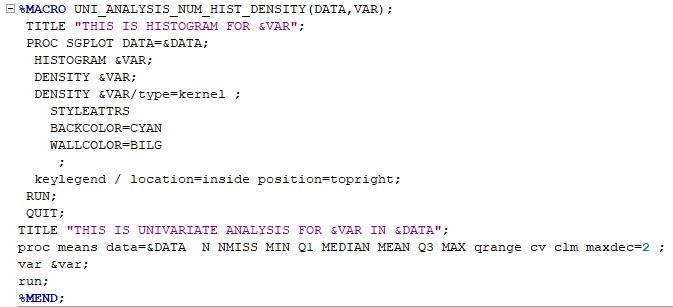 %MACRO UNI_ANALYSIS_NUM_HIST_DENSITY(DATA,VAR);
TITLE "THIS IS HISTOGRAM FOR &VAR";
PROC SGPLOT DATA=&DATA;
HISTOGRAM &VAR;
DENSITY &VAR;
DENSITY &VAR/type=kernel ;
STYLEATTRS
BACKCOLOR=CYAN
WALLCOLOR=BILG
;
keylegend / location=inside position=topright;
RUN;
QUIT;
TITLE "THIS IS UNIVARIATE ANALYSIS FOR &VAR IN &DATA";
proc means data=&DATA  N NMISS MIN Q1 MEDIAN MEAN Q3 MAX qrange cv clm maxdec=2 ;
var &var;
run;
%MEND;